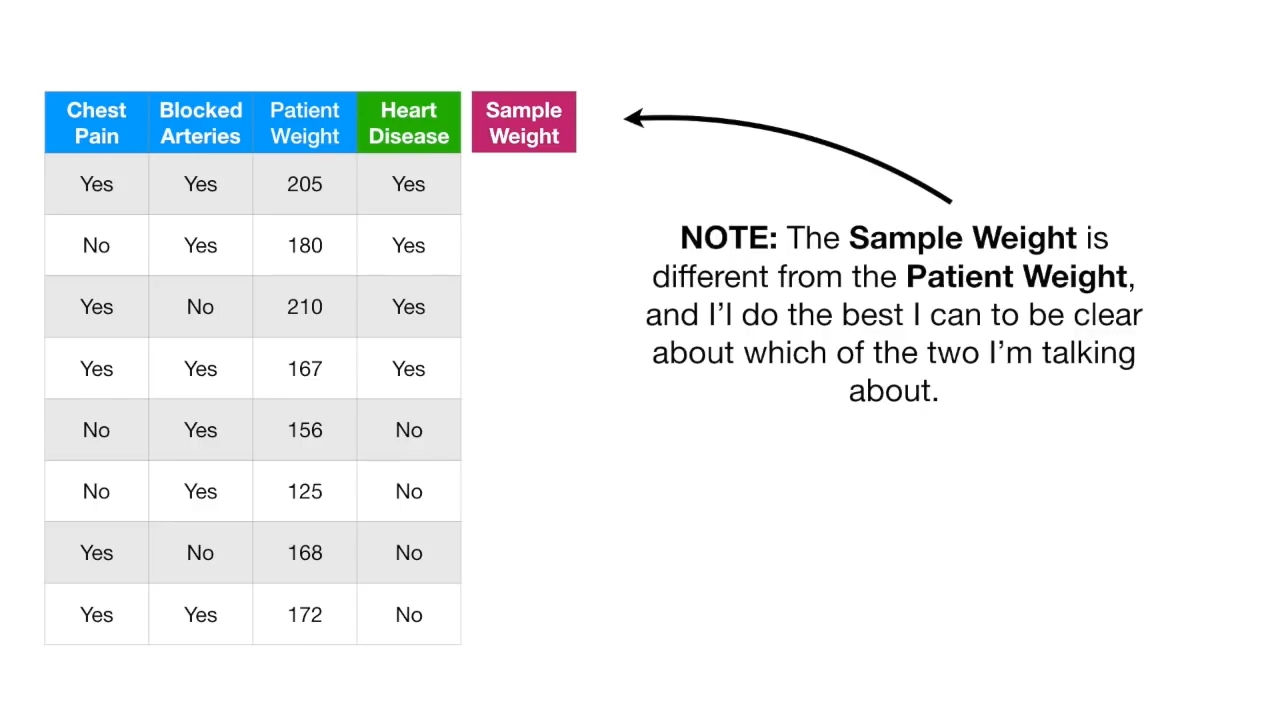 Chest Pain Blocked Arteries Patient Weight Heart Disease Sample Weight
Yes Yes 205 Yes
No Yes 180 Yes
Yes No 210 Yes
Yes Yes 167 Yes
No Yes 156 No
No Yes 125 No
Yes No 168 No
Yes Yes 172 No
NOTE: The Sample Weight is
different from the Patient Weight,
and I’l do the best I can to be clear
about which of the two I’m talking
about.